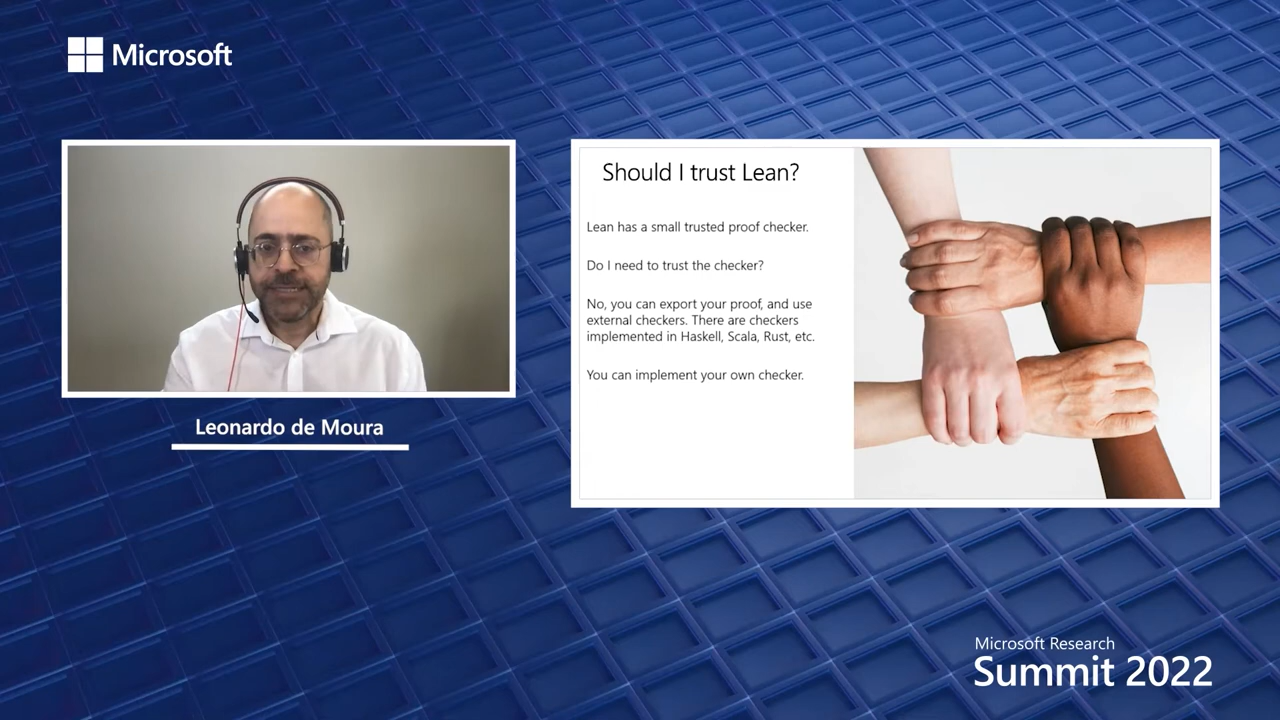 Microsoft
Leonardo de Moura
Should I trust Lean?
Lean has a small trusted proof checker.
Do I need to trust the checker?
No, you can export your proof, and use
external checkers. There are checkers
implemented in Haskell, Scala, Rust, etc.
You can implement your own checker.
Microsoft Research
Summit 2022